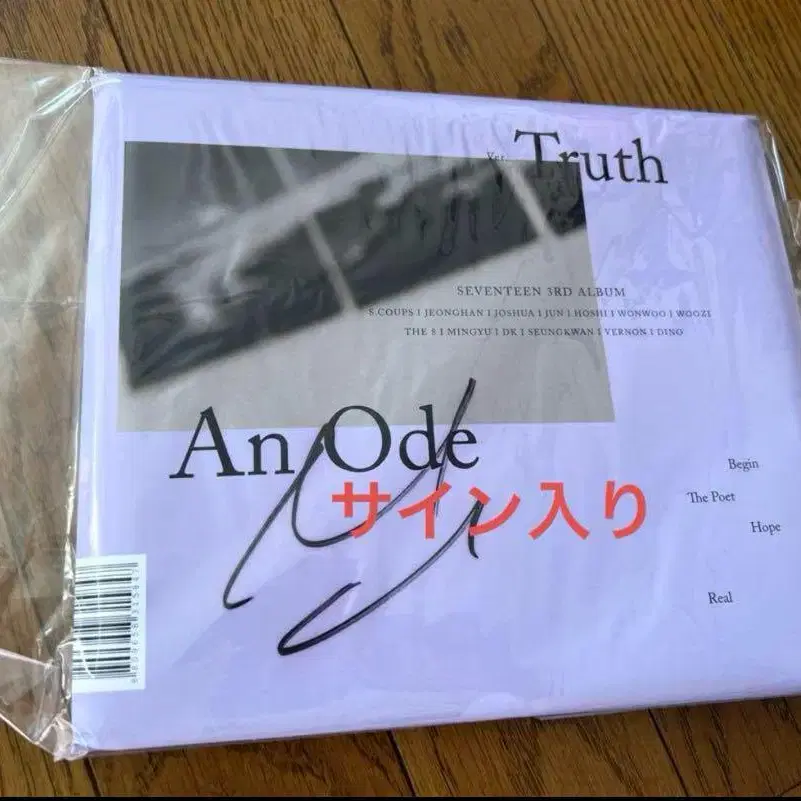 Ver. Truth
SEVENTEEN 3RD ALBUM
S.COUPS I JEONGHAN I JOSHUA I JUN I HOSHI I WONWOO I WOOZI
THE 8 I MINGYU I DK I SEUNGKWAN I VERNON I DINO
An Ode
サイン入り
Begin
The Poet
Hope
Real